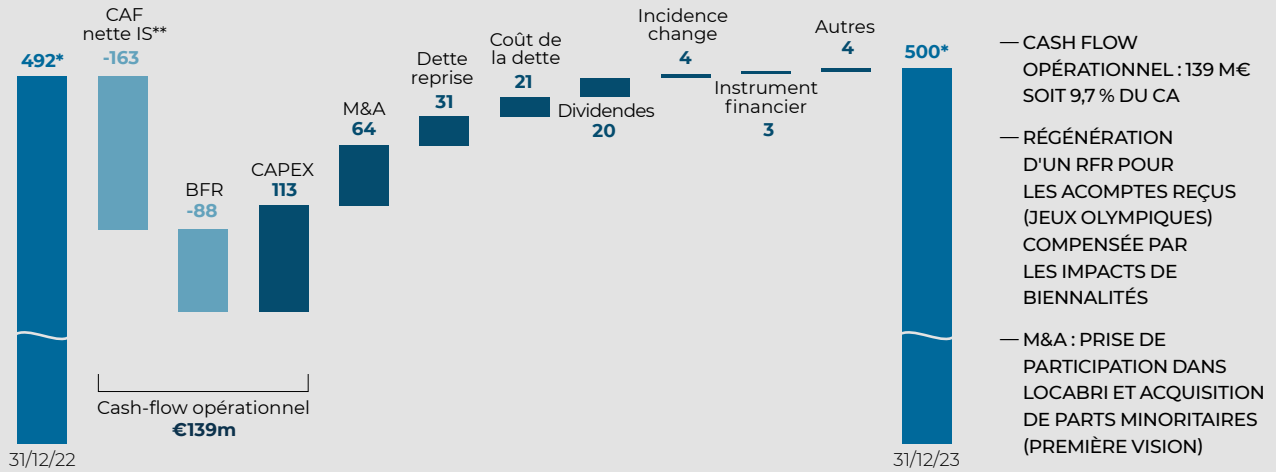 492*
31/12/22
CAF
nette IS**
-163
BFR
-88
CAPEX
113
Cash-flow opérationnel
€139m
M&A
64
Dette
reprise
31
Coût de
la dette
21
Dividendes
20
Incidence
change
4
Instrument
financier
3
Autres
4
500*
31/12/23
— CASH FLOW
OPÉRATIONNEL : 139 M€
SOIT 9,7 % DU CA
— RÉGÉNÉRATION
D'UN RFR POUR
LES ACOMPTES REÇUS
(JEUX OLYMPIQUES)
COMPENSÉE PAR
LES IMPACTS DE
BIENNALITÉS
— M&A : PRISE DE
PARTICIPATION DANS
LOCABRI ET ACQUISITION
DE PARTS MINORITAIRES
(PREMIÈRE VISION)